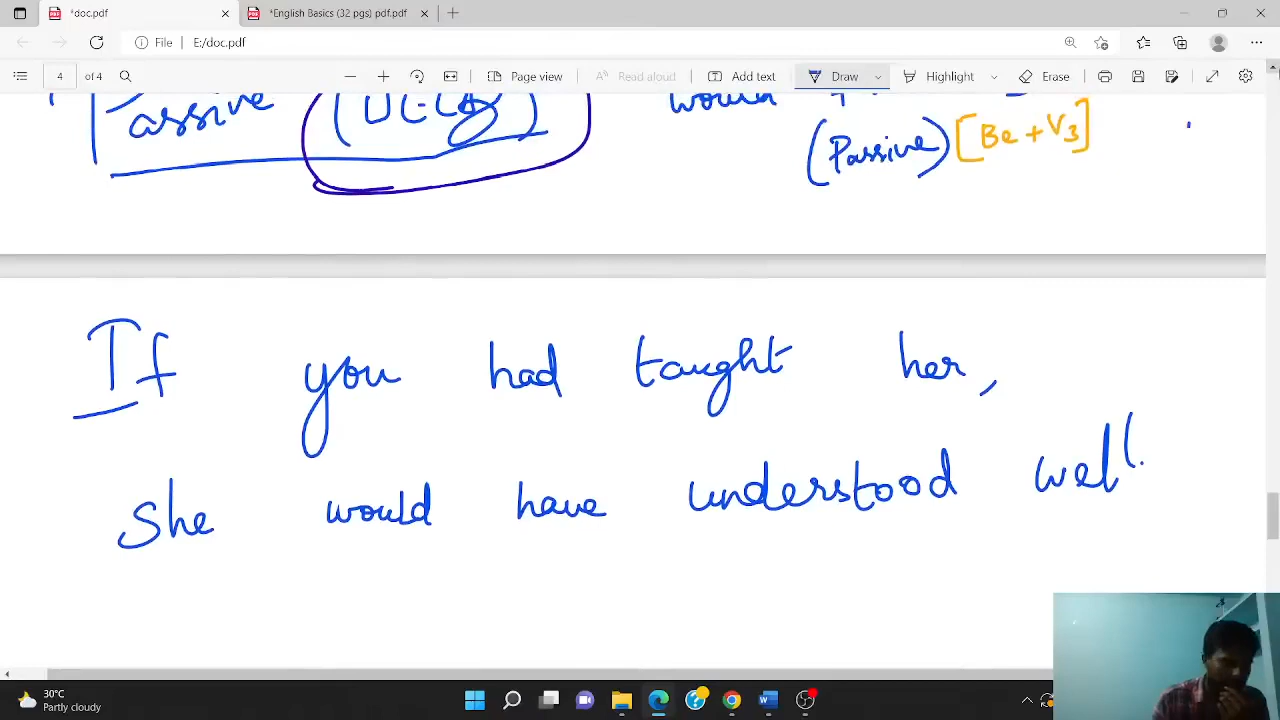 *doc.pdf
*English Basics (32 pgs) pdf.pdf
File E:/doc.pdf
4 of 4 Page view Read aloud Add text Draw Highlight Erase
Passive would
(Passive) [Be + V3]
If you had taught her,
She would have understood well.
30°C
Partly cloudy